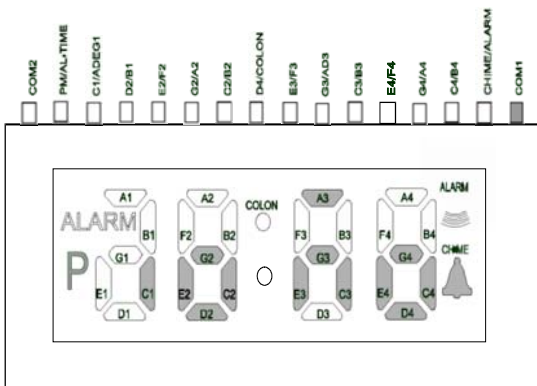 COM2 PM/AL+TIME C1/ADEG1 D2/B1 E2/F2 G2/A2 C2/B2 D4/COLON E3/F3 G3/AD3 C3/B3 E4/F4 G4/A4 C4/B4 CHIME/ALARM COM1
A1 A2 COLON A3 A4 ALARM
ALARM B1 F2 B2 F3 B3 F4 B4
P G1 G2 G3 G4 CHIME
E1 C1 E2 C2 E3 C3 E4 C4
D1 D2 D3 D4